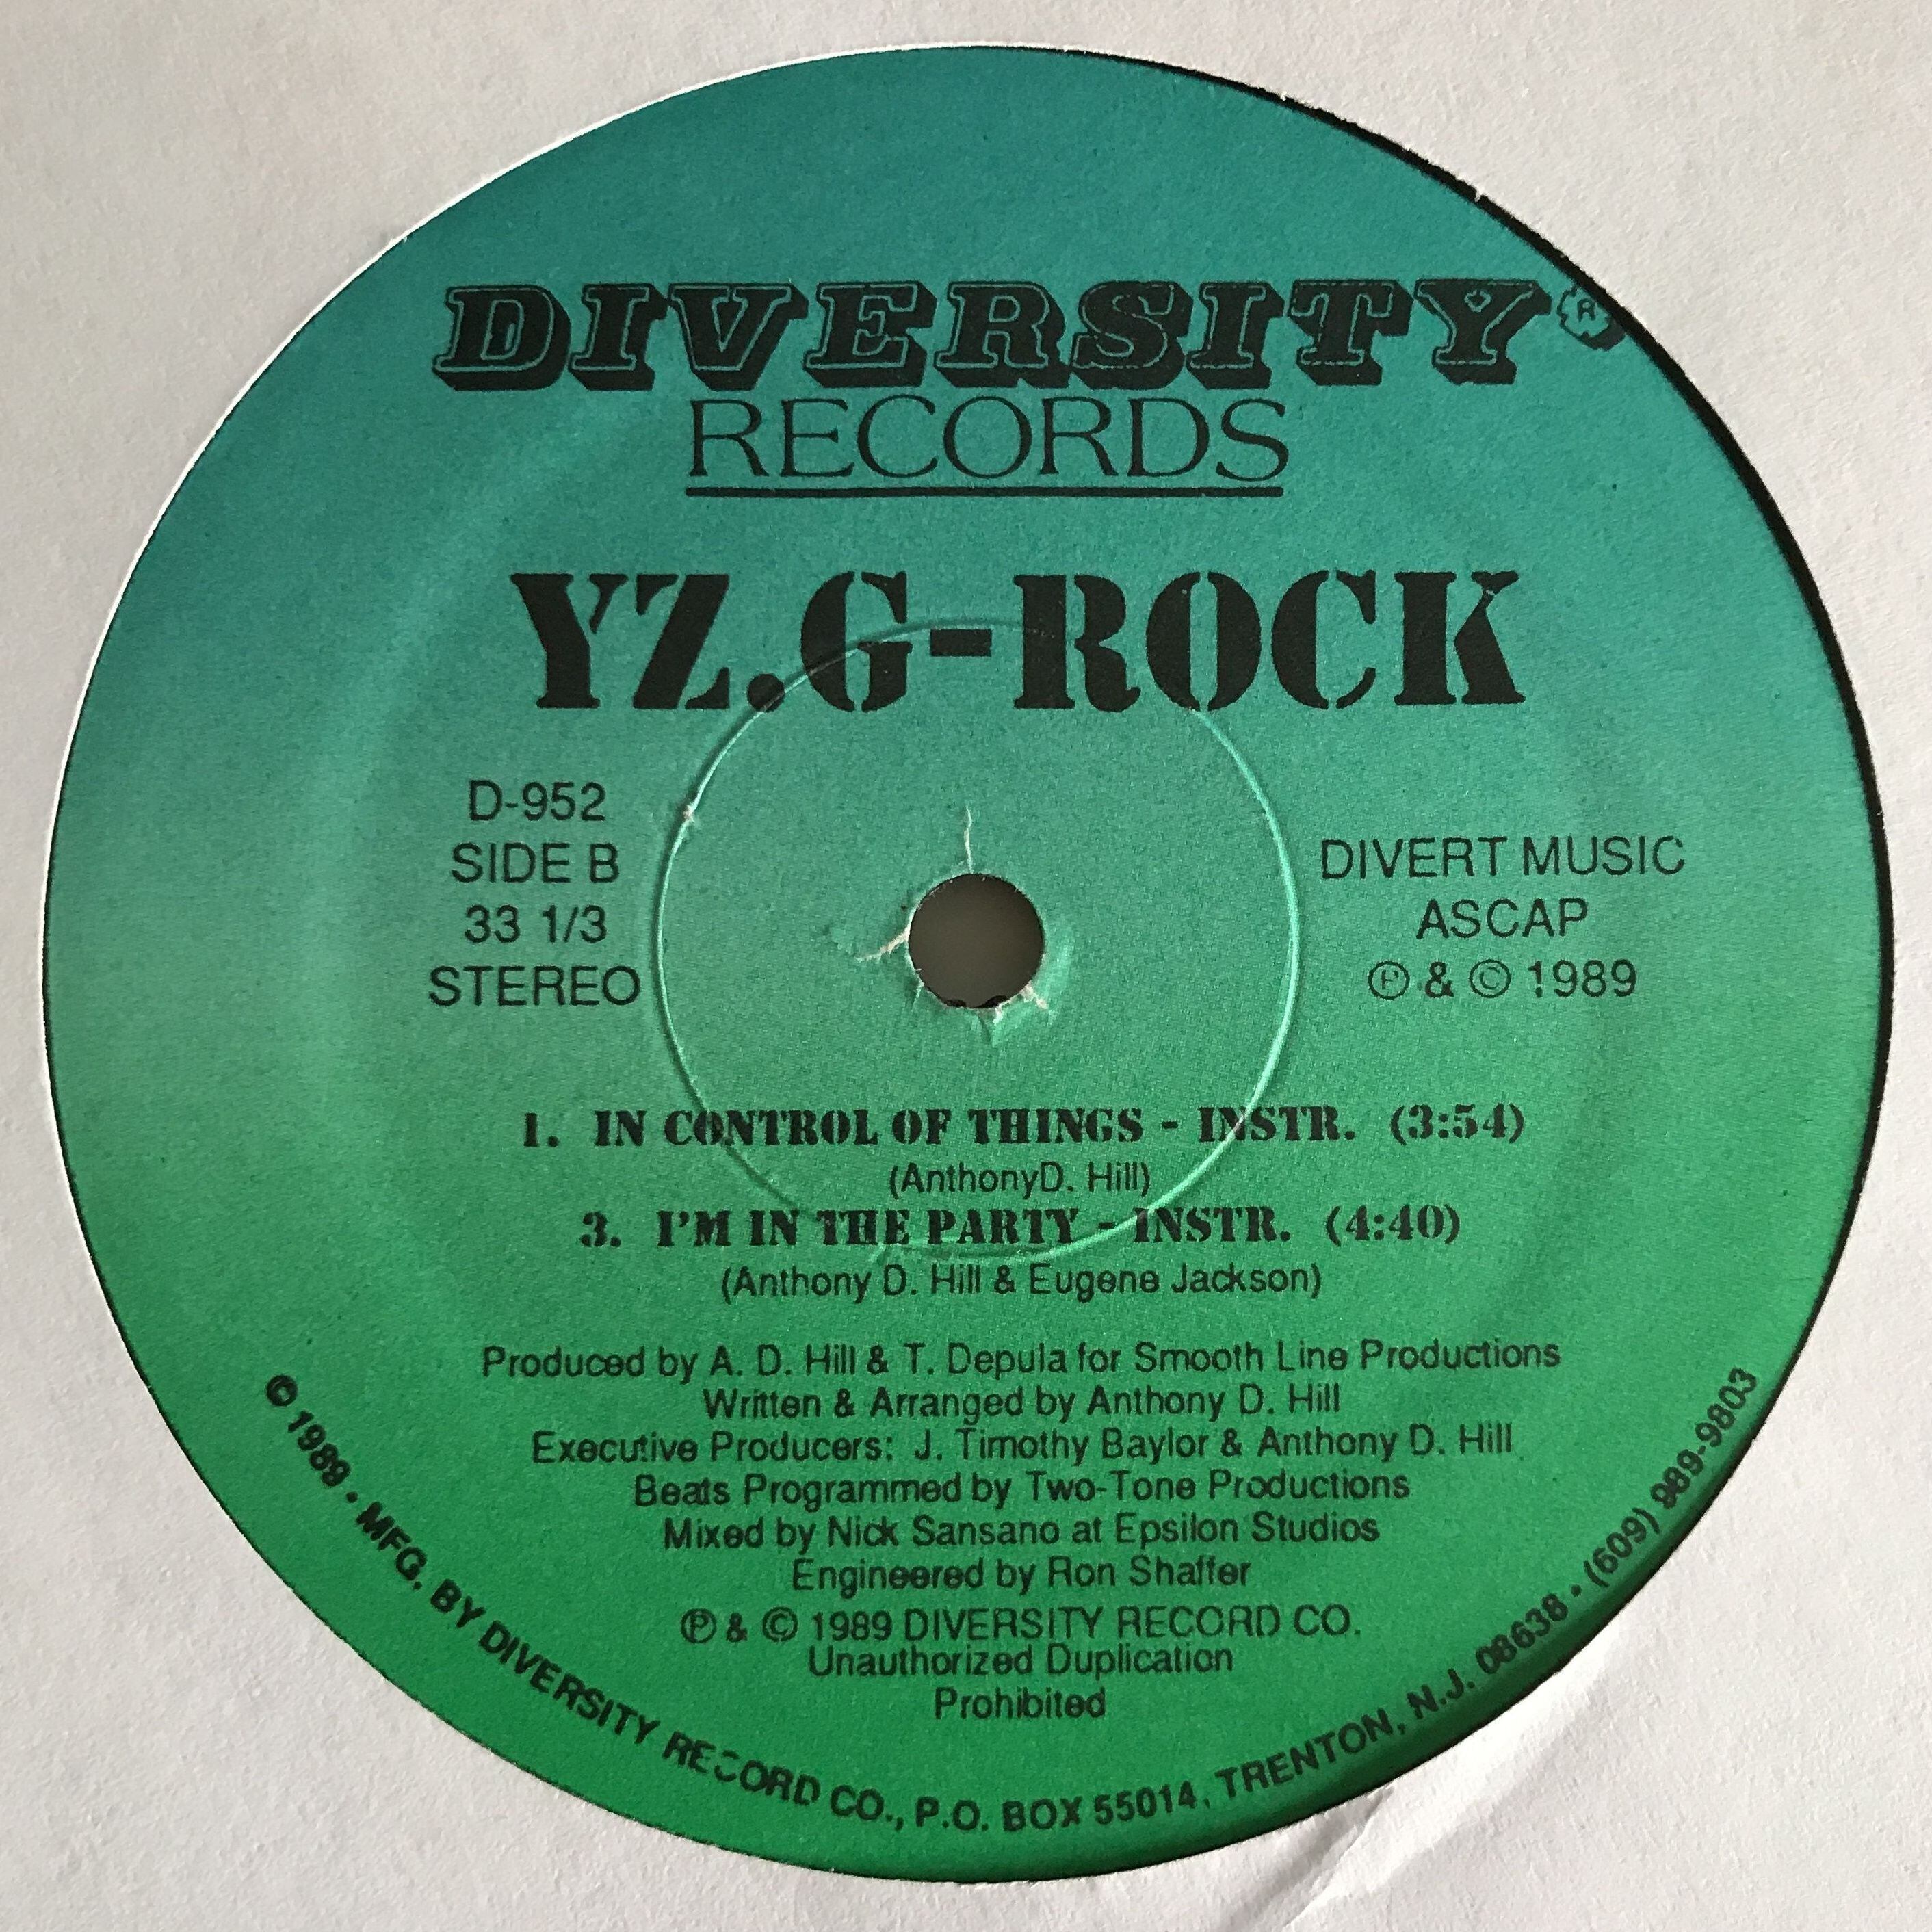 DIVERSITY®
RECORDS
YZ.G-ROCK
D-952
SIDE B
33 1/3
STEREO
DIVERT MUSIC
ASCAP
℗ & © 1989
1. IN CONTROL OF THINGS - INSTR. (3:54)
(AnthonyD. Hill)
3. I'M IN THE PARTY - INSTR. (4:40)
(Anthony D. Hill & Eugene Jackson)
Produced by A. D. Hill & T. Depula for Smooth Line Productions
Written & Arranged by Anthony D. Hill
Executive Producers: J. Timothy Baylor & Anthony D. Hill
Beats Programmed by Two-Tone Productions
Mixed by Nick Sansano at Epsilon Studios
Engineered by Ron Shaffer
℗ & © 1989 DIVERSITY RECORD CO.
Unauthorized Duplication
Prohibited
© 1989 • MFG. BY DIVERSITY RECORD CO., P.O. BOX 55014, TRENTON, N.J. 08638 • (609) 989-9803